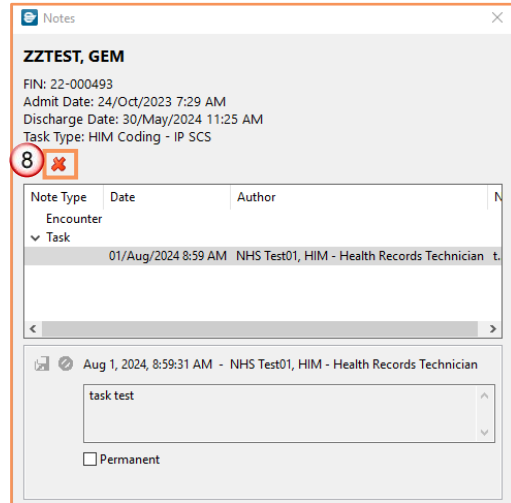 Notes
ZZTEST, GEM
FIN: 22-000493
Admit Date: 24/Oct/2023 7:29 AM
Discharge Date: 30/May/2024 11:25 AM
Task Type: HIM Coding - IP SCS
8
Note Type Date Author N
Encounter
Task
01/Aug/2024 8:59 AM NHS Test01, HIM - Health Records Technician t...
Aug 1, 2024, 8:59:31 AM - NHS Test01, HIM - Health Records Technician
task test
Permanent